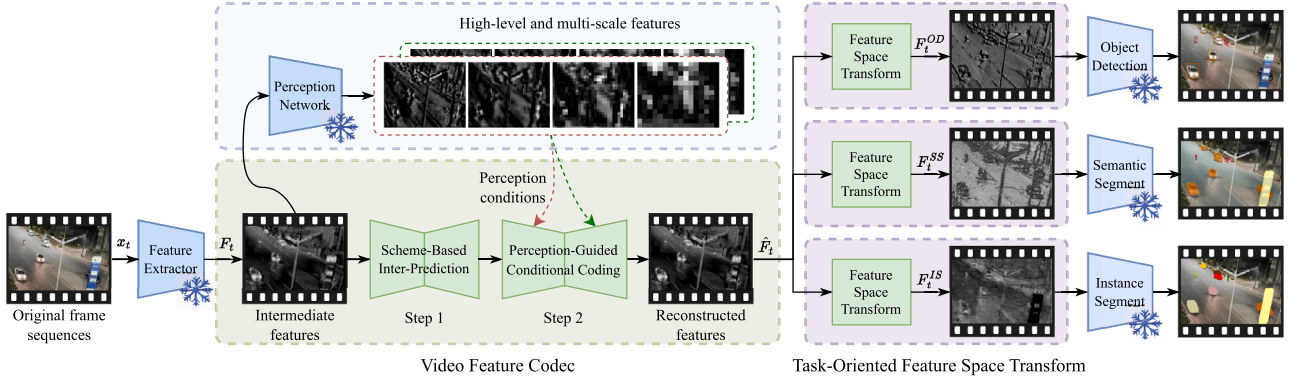 High-level and multi-scale features
Perception
Network
Perception
conditions
x_t
Feature
Extractor
F_t
Scheme-Based
Inter-Prediction
Perception-Guided
Conditional Coding
F̂_t
Original frame
sequences
Intermediate
features
Step 1
Step 2
Reconstructed
features
Video Feature Codec
Feature
Space
Transform
F_t^{OD}
Object
Detection
Feature
Space
Transform
F_t^{SS}
Semantic
Segment
Feature
Space
Transform
F_t^{IS}
Instance
Segment
Task-Oriented Feature Space Transform